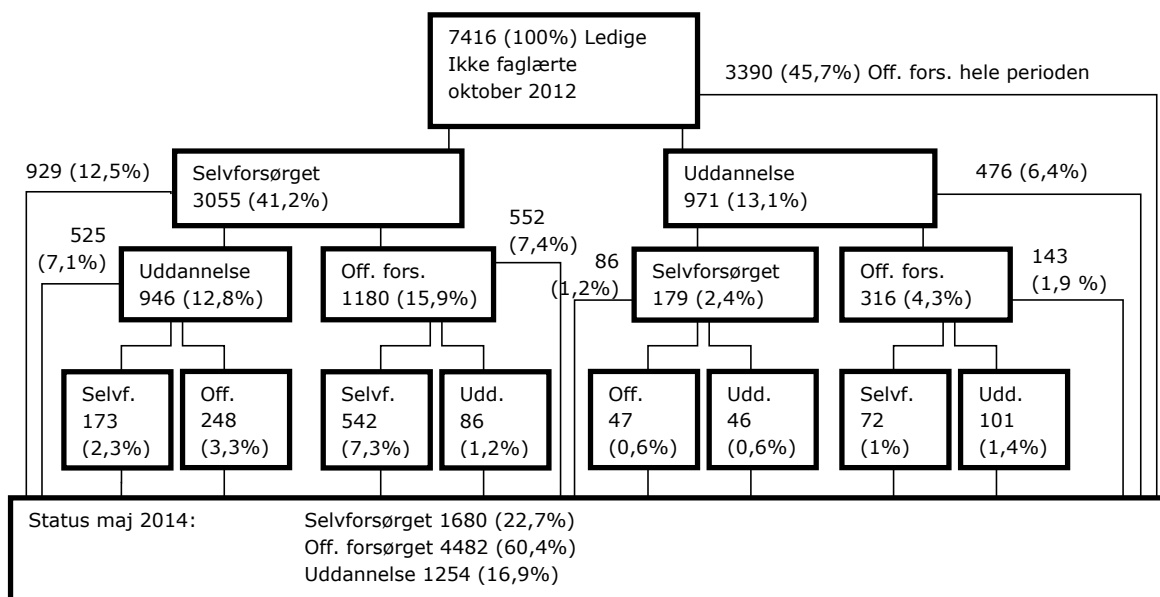 7416 (100%) Ledige
Ikke faglærte
oktober 2012
3390 (45,7%) Off. fors. hele perioden
929 (12,5%)
Selvforsørget
3055 (41,2%)
Uddannelse
971 (13,1%)
476 (6,4%)
525
(7,1%)
Uddannelse
946 (12,8%)
Off. fors.
1180 (15,9%)
552
(7,4%)
86
(1,2%)
Selvforsørget
179 (2,4%)
Off. fors.
316 (4,3%)
143
(1,9 %)
Selvf.
173
(2,3%)
Off.
248
(3,3%)
Selvf.
542
(7,3%)
Udd.
86
(1,2%)
Off.
47
(0,6%)
Udd.
46
(0,6%)
Selvf.
72
(1%)
Udd.
101
(1,4%)
Status maj 2014:
Selvforsørget 1680 (22,7%)
Off. forsørget 4482 (60,4%)
Uddannelse 1254 (16,9%)